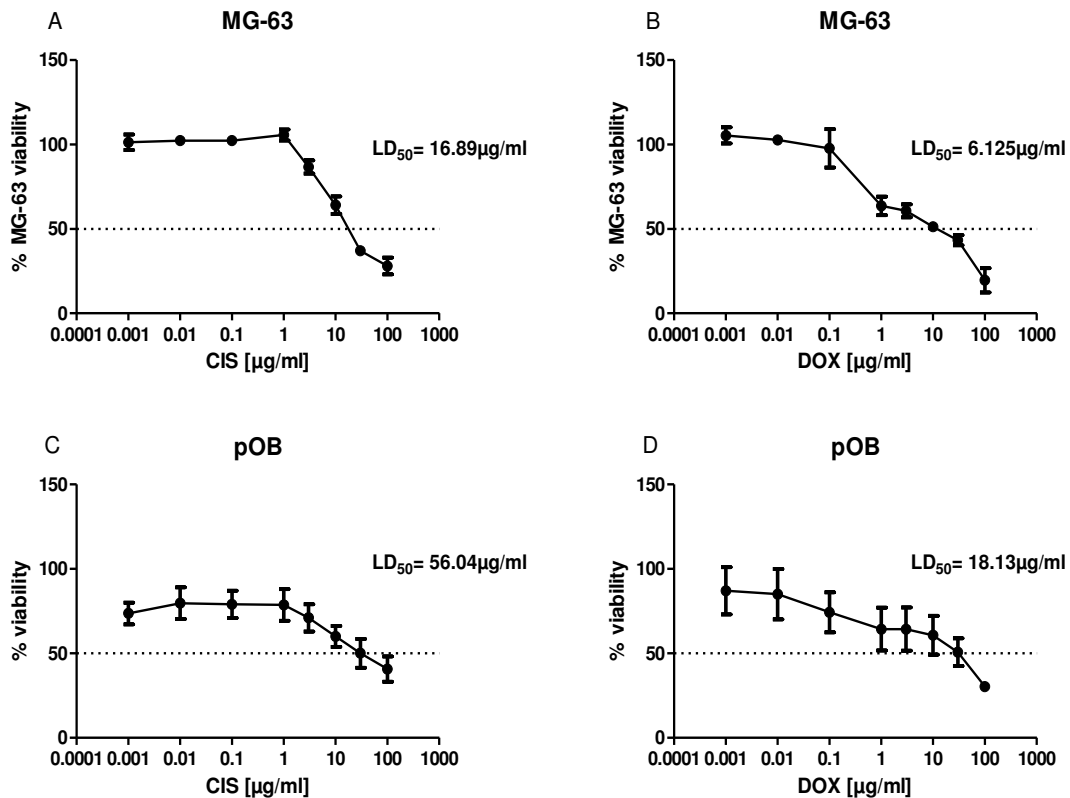 A
MG-63
150
100
50
0
% MG-63 viability
LD50= 16.89µg/ml
0.0001 0.001 0.01 0.1 1 10 100 1000
CIS [µg/ml]
B
MG-63
150
100
50
0
% MG-63 viability
LD50= 6.125µg/ml
0.0001 0.001 0.01 0.1 1 10 100 1000
DOX [µg/ml]
C
pOB
150
100
50
0
% viability
LD50= 56.04µg/ml
0.0001 0.001 0.01 0.1 1 10 100 1000
CIS [µg/ml]
D
pOB
150
100
50
0
% viability
LD50= 18.13µg/ml
0.0001 0.001 0.01 0.1 1 10 100 1000
DOX [µg/ml]